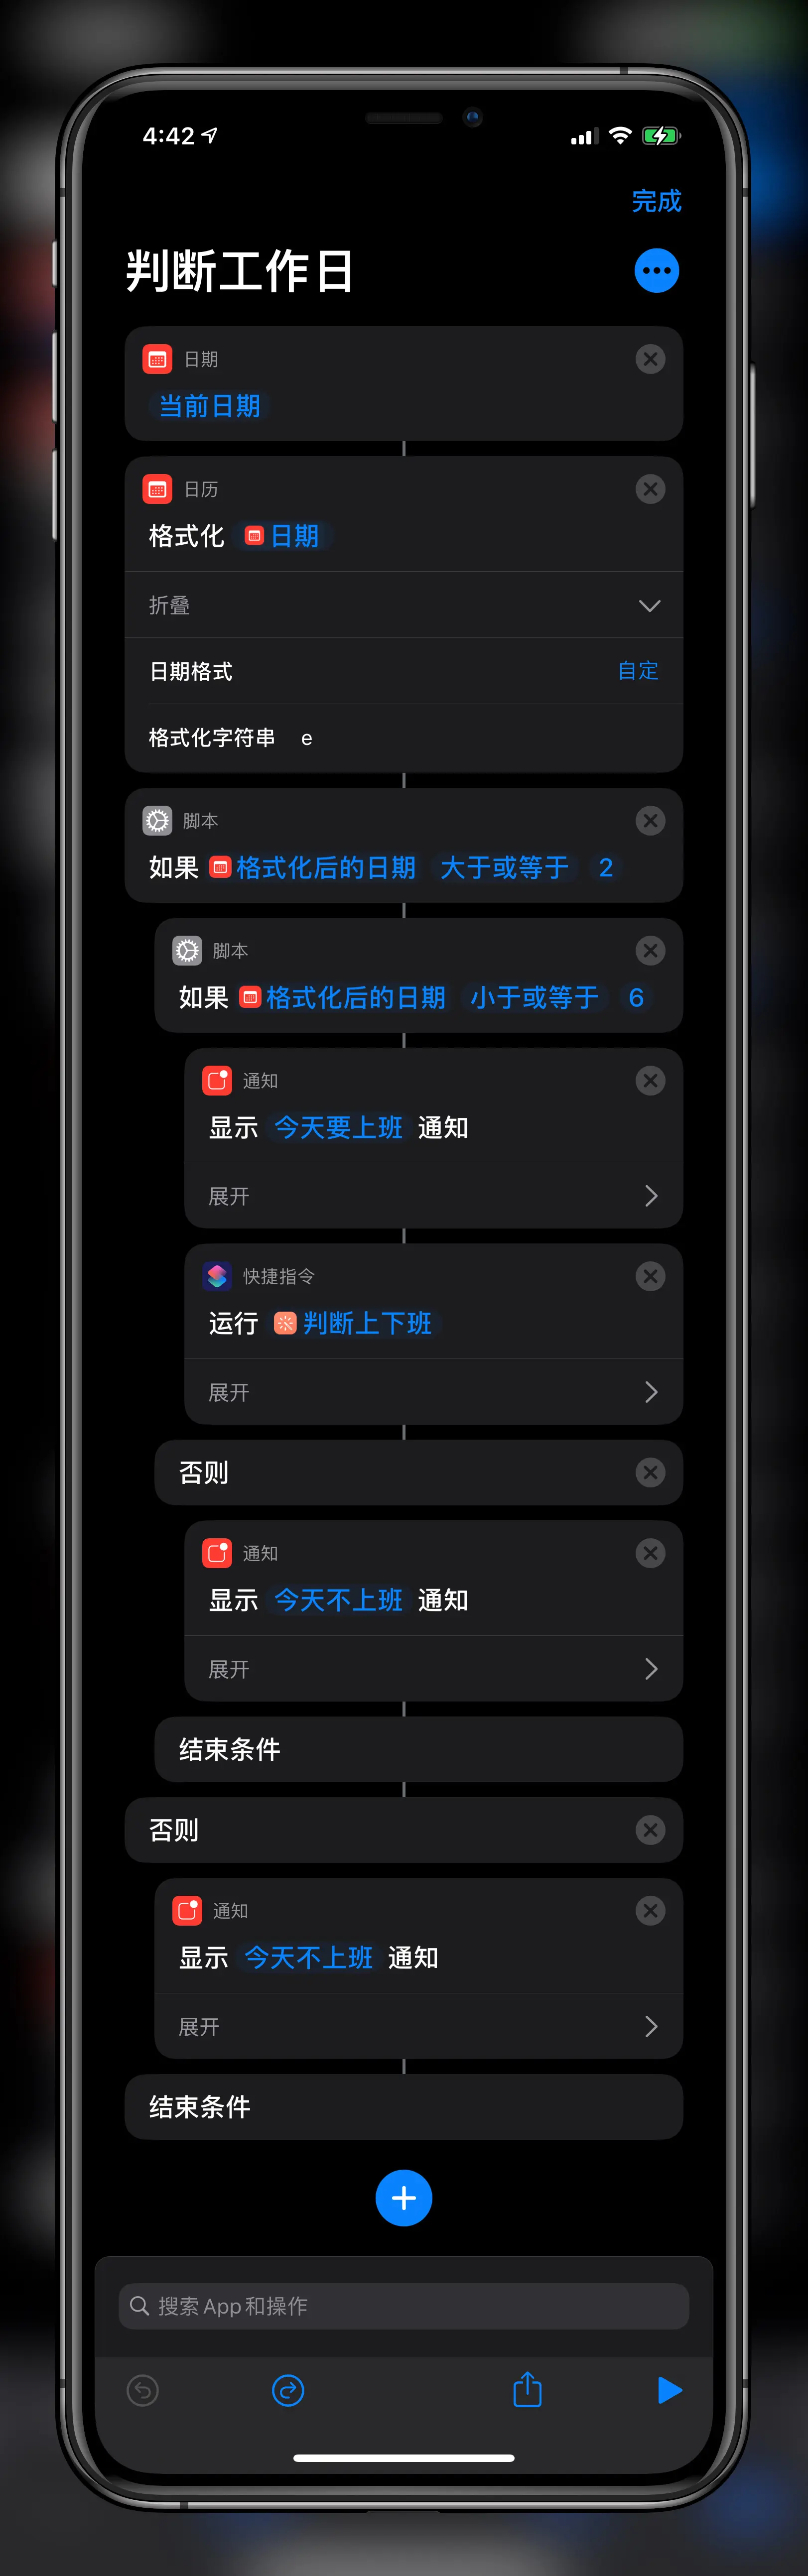 4:42
完成
判断工作日
日期
当前日期
日历
格式化 日期
折叠
日期格式 自定
格式化字符串 e
脚本
如果 格式化后的日期 大于或等于 2
脚本
如果 格式化后的日期 小于或等于 6
通知
显示 今天要上班 通知
展开
快捷指令
运行 判断上下班
展开
否则
通知
显示 今天不上班 通知
展开
结束条件
否则
通知
显示 今天不上班 通知
展开
结束条件
搜索 App 和操作